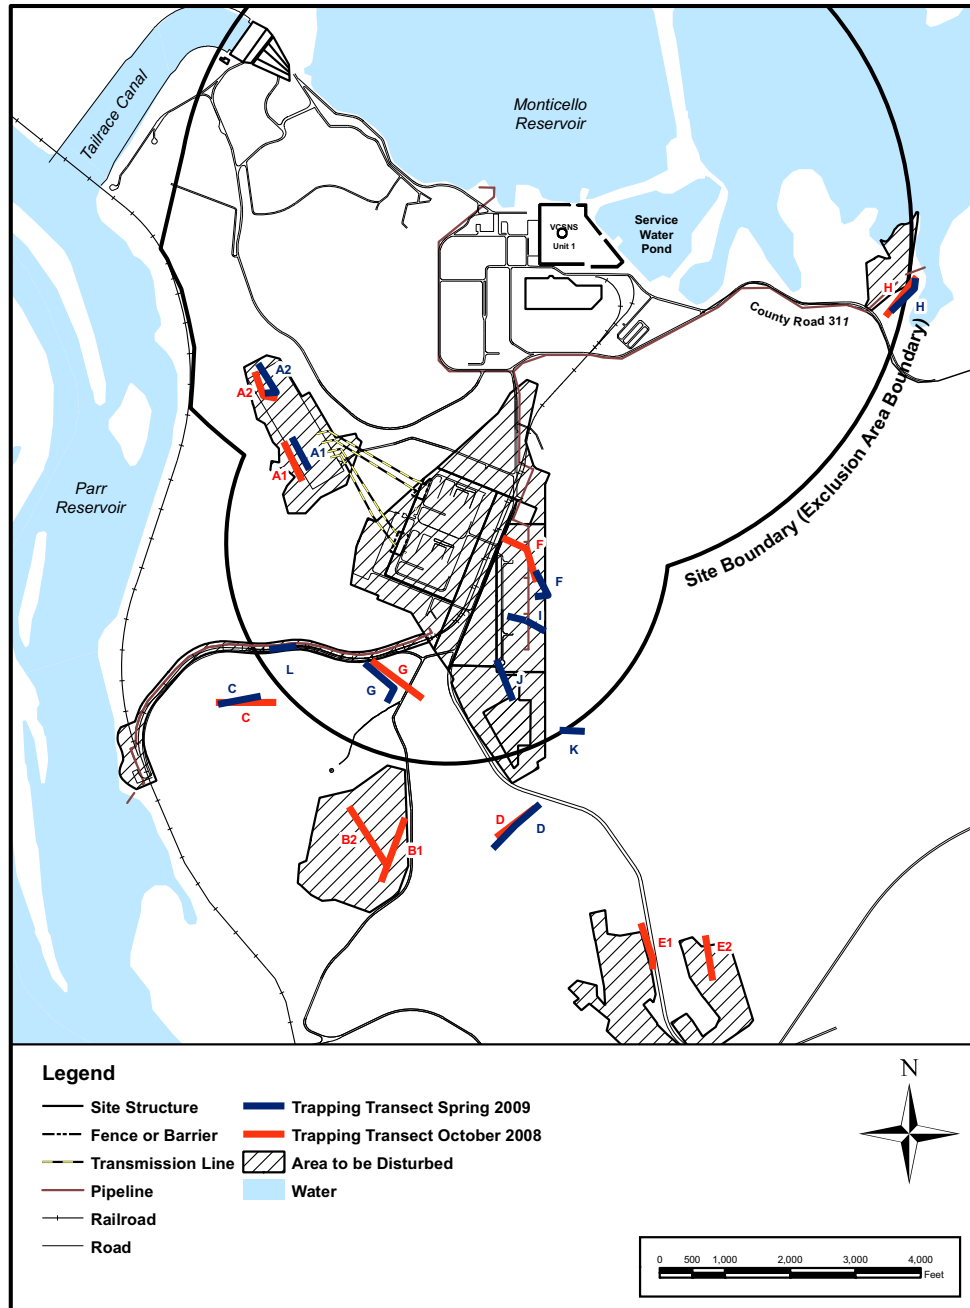 Monticello
Reservoir
Tailrace Canal
VCSNS
Unit 1
Service
Water
Pond
H
H
County Road 311
Site Boundary (Exclusion Area Boundary)
A2
A2
A1
A1
Parr
Reservoir
F
F
I
L
G
G
J
C
C
K
D
D
B2
B1
E1
E2
Legend
Site Structure
Fence or Barrier
Transmission Line
Pipeline
Railroad
Road
Trapping Transect Spring 2009
Trapping Transect October 2008
Area to be Disturbed
Water
N
0 500 1,000 2,000 3,000 4,000
Feet